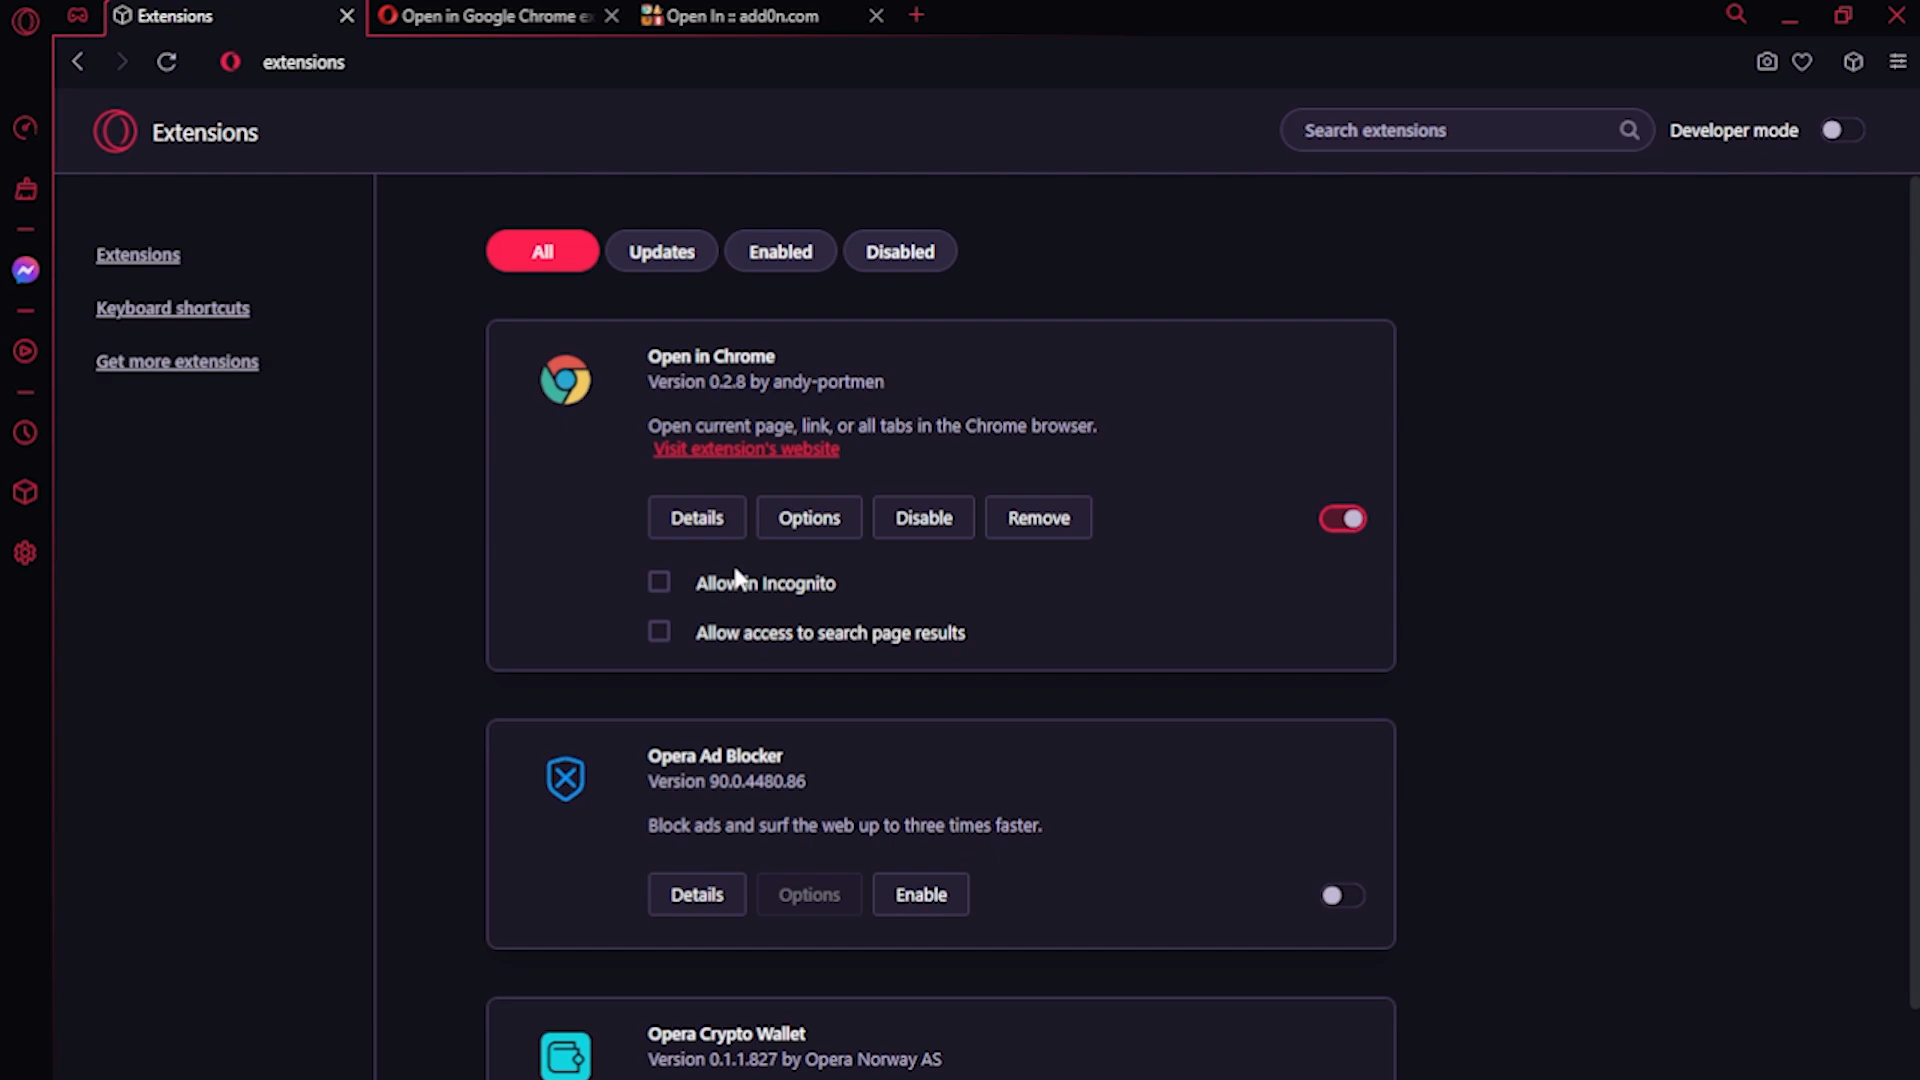 Extensions
Open in Google Chrome ex
Open In :: add0n.com
extensions
Extensions
Search extensions
Developer mode
Extensions
Keyboard shortcuts
Get more extensions
All
Updates
Enabled
Disabled
Open in Chrome
Version 0.2.8 by andy-portmen
Open current page, link, or all tabs in the Chrome browser.
Visit extension's website
Details
Options
Disable
Remove
Allow in Incognito
Allow access to search page results
Opera Ad Blocker
Version 90.0.4480.86
Block ads and surf the web up to three times faster.
Details
Options
Enable
Opera Crypto Wallet
Version 0.1.1.827 by Opera Norway AS